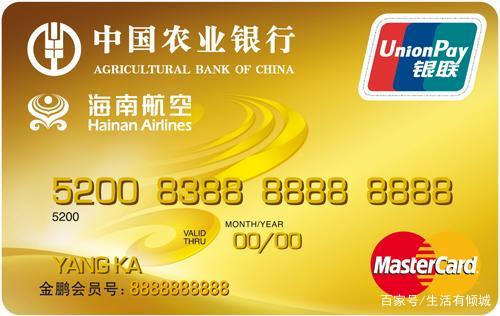 中国农业银行
AGRICULTURAL BANK OF CHINA
UnionPay
银联
海南航空
Hainan Airlines
5200 8388 8888 8888
5200
VALID THRU
MONTH/YEAR
00/00
YANG KA
金鹏会员号: 8888888888
MasterCard
百家号/生活有倾城